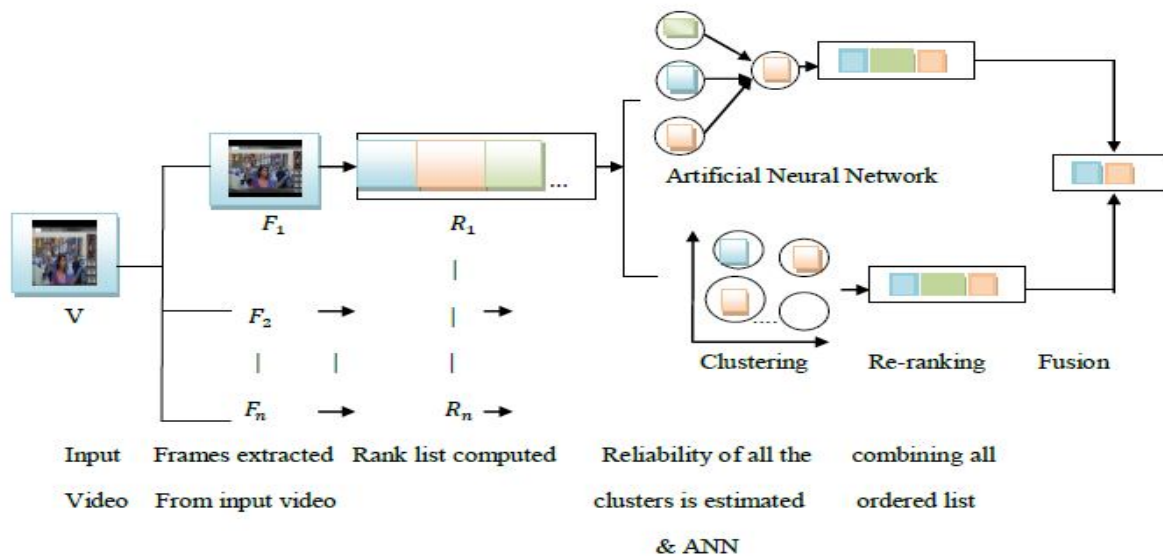 Artificial Neural Network
F₁
R₁
...
V
F₂
.....
Clustering Re-ranking Fusion
Fₙ
Rₙ
Input Frames extracted Rank list computed Reliability of all the combining all
Video From input video clusters is estimated ordered list
& ANN